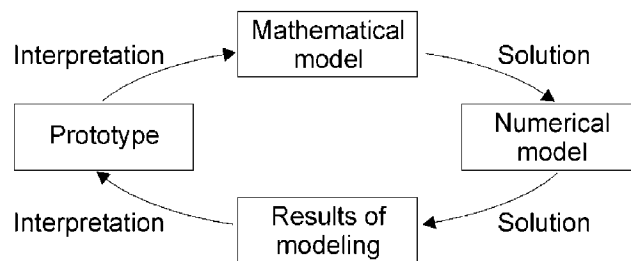 Mathematical
model
Interpretation
Solution
Prototype
Numerical
model
Interpretation
Results of
modeling
Solution